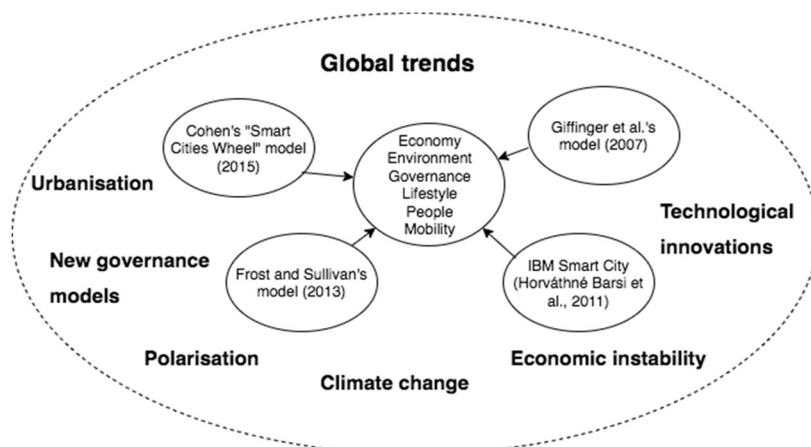 Global trends
Cohen's "Smart
Cities Wheel" model
(2015)
Economy
Environment
Governance
Lifestyle
People
Mobility
Giffinger et al.'s
model (2007)
Urbanisation
Technological
innovations
New governance
models
Frost and Sullivan's
model (2013)
IBM Smart City
(Horváthné Barsi et
al., 2011)
Polarisation
Economic instability
Climate change